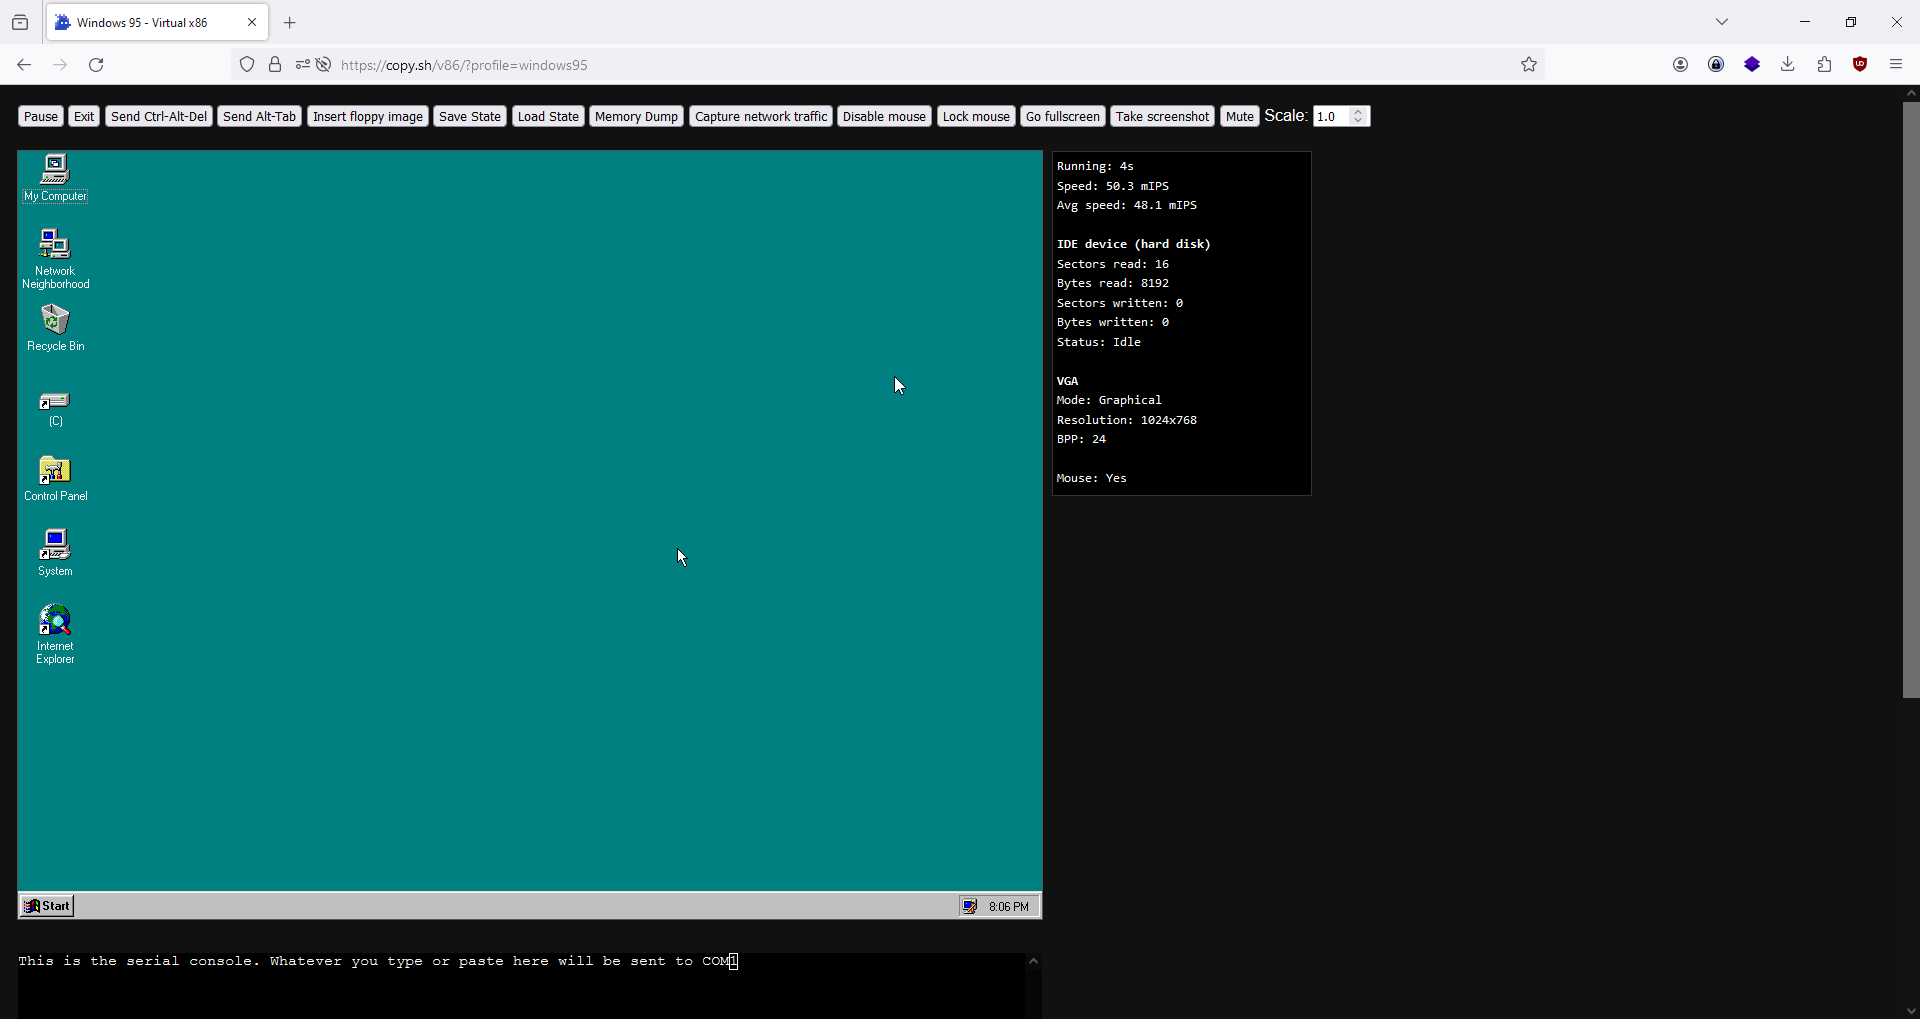 Windows 95 - Virtual x86
https://copy.sh/v86/?profile=windows95
Pause Exit Send Ctrl-Alt-Del Send Alt-Tab Insert floppy image Save State Load State Memory Dump Capture network traffic Disable mouse Lock mouse Go fullscreen Take screenshot Mute Scale: 1.0
My Computer
Network
Neighborhood
Recycle Bin
(C)
Control Panel
System
Internet
Explorer
Start
8:06 PM
Running: 4s
Speed: 50.3 mIPS
Avg speed: 48.1 mIPS
IDE device (hard disk)
Sectors read: 16
Bytes read: 8192
Sectors written: 0
Bytes written: 0
Status: Idle
VGA
Mode: Graphical
Resolution: 1024x768
BPP: 24
Mouse: Yes
This is the serial console. Whatever you type or paste here will be sent to COM1